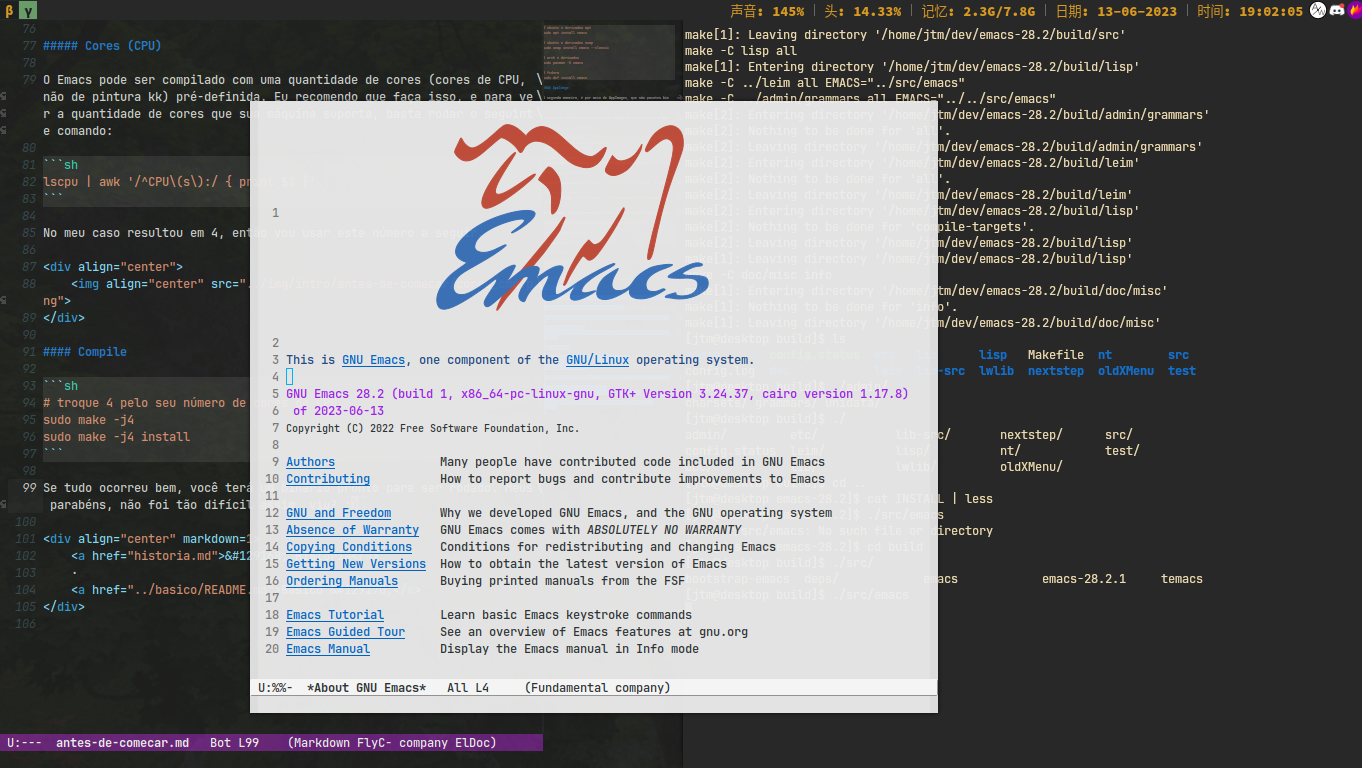 β γ
声音: 145% | 头: 14.33% | 记忆: 2.3G/7.8G | 日期: 13-06-2023 | 时间: 19:02:05
76
77 ##### Cores (CPU)
78
79 O Emacs pode ser compilado com uma quantidade de cores (cores de CPU, \
não de pintura kk) pré-definida. Eu recomendo que faça isso, e para ve\
r a quantidade de cores que sua máquina suporta, basta rodar o seguint
e comando:
80
81 ```sh
82 lscpu | awk '/^CPU\(s\):/ { pr
83 ```
84
85 No meu caso resultou em 4, então vou usar este número a seguir
86
87 <div align="center">
88 <img align="center" src="
ng">
89 </div>
90
91 #### Compile
92
93 ```sh
94 # troque 4 pelo seu número de
95 sudo make -j4
96 sudo make -j4 install
97 ```
98
99 Se tudo ocorreu bem, você terá
parabéns, não foi tão difícil
100
101 <div align="center" markdown=
102 <a href="historia.md">&#12
103 ·
104 <a href="../basico/README.
105 </div>
106
U:--- antes-de-comecar.md Bot L99 (Markdown FlyC- company ElDoc)
Emacs
1
2
3 This is GNU Emacs, one component of the GNU/Linux operating system.
4
5 GNU Emacs 28.2 (build 1, x86_64-pc-linux-gnu, GTK+ Version 3.24.37, cairo version 1.17.8)
6 of 2023-06-13
7 Copyright (C) 2022 Free Software Foundation, Inc.
8
9 Authors Many people have contributed code included in GNU Emacs
10 Contributing How to report bugs and contribute improvements to Emacs
11
12 GNU and Freedom Why we developed GNU Emacs, and the GNU operating system
13 Absence of Warranty GNU Emacs comes with ABSOLUTELY NO WARRANTY
14 Copying Conditions Conditions for redistributing and changing Emacs
15 Getting New Versions How to obtain the latest version of Emacs
16 Ordering Manuals Buying printed manuals from the FSF
17
18 Emacs Tutorial Learn basic Emacs keystroke commands
19 Emacs Guided Tour See an overview of Emacs features at gnu.org
20 Emacs Manual Display the Emacs manual in Info mode
U:%%- *About GNU Emacs* All L4 (Fundamental company)
make[1]: Leaving directory '/home/jtm/dev/emacs-28.2/build/src'
make -C lisp all
make[1]: Entering directory '/home/jtm/dev/emacs-28.2/build/lisp'
make -C ../leim all EMACS="../src/emacs"
make -C ../admin/grammars all EMACS="../../src/emacs"
make[2]: Entering directory '/home/jtm/dev/emacs-28.2/build/admin/grammars'
make[2]: Nothing to be done for 'all'.
make[2]: Leaving directory '/home/jtm/dev/emacs-28.2/build/admin/grammars'
make[2]: Entering directory '/home/jtm/dev/emacs-28.2/build/leim'
make[2]: Nothing to be done for 'all'.
make[2]: Leaving directory '/home/jtm/dev/emacs-28.2/build/leim'
make[2]: Entering directory '/home/jtm/dev/emacs-28.2/build/lisp'
make[2]: Nothing to be done for 'compile-targets'.
make[2]: Leaving directory '/home/jtm/dev/emacs-28.2/build/lisp'
make[1]: Leaving directory '/home/jtm/dev/emacs-28.2/build/lisp'
make -C doc/misc info
make[1]: Entering directory '/home/jtm/dev/emacs-28.2/build/doc/misc'
make[1]: Nothing to be done for 'info'.
make[1]: Leaving directory '/home/jtm/dev/emacs-28.2/build/doc/misc'
[jtm@desktop build]$ ls
lisp Makefile nt src
config.log lib-src lwlib nextstep oldXMenu test
[jtm@desktop build]$ ./
admin/ etc/ lib-src/ nextstep/ src/
config.status leim/ lisp/ nt/ test/
lwlib/ oldXMenu/
cd ..
[jtm@desktop emacs-28.2]$ cat INSTALL | less
[jtm@desktop emacs-28.2]$ ./src/emacs
./src/emacs: No such file or directory
[jtm@desktop emacs-28.2]$ cd build
[jtm@desktop build]$ ./src/
bootstrap-emacs deps/ emacs emacs-28.2.1 temacs
[jtm@desktop build]$ ./src/emacs